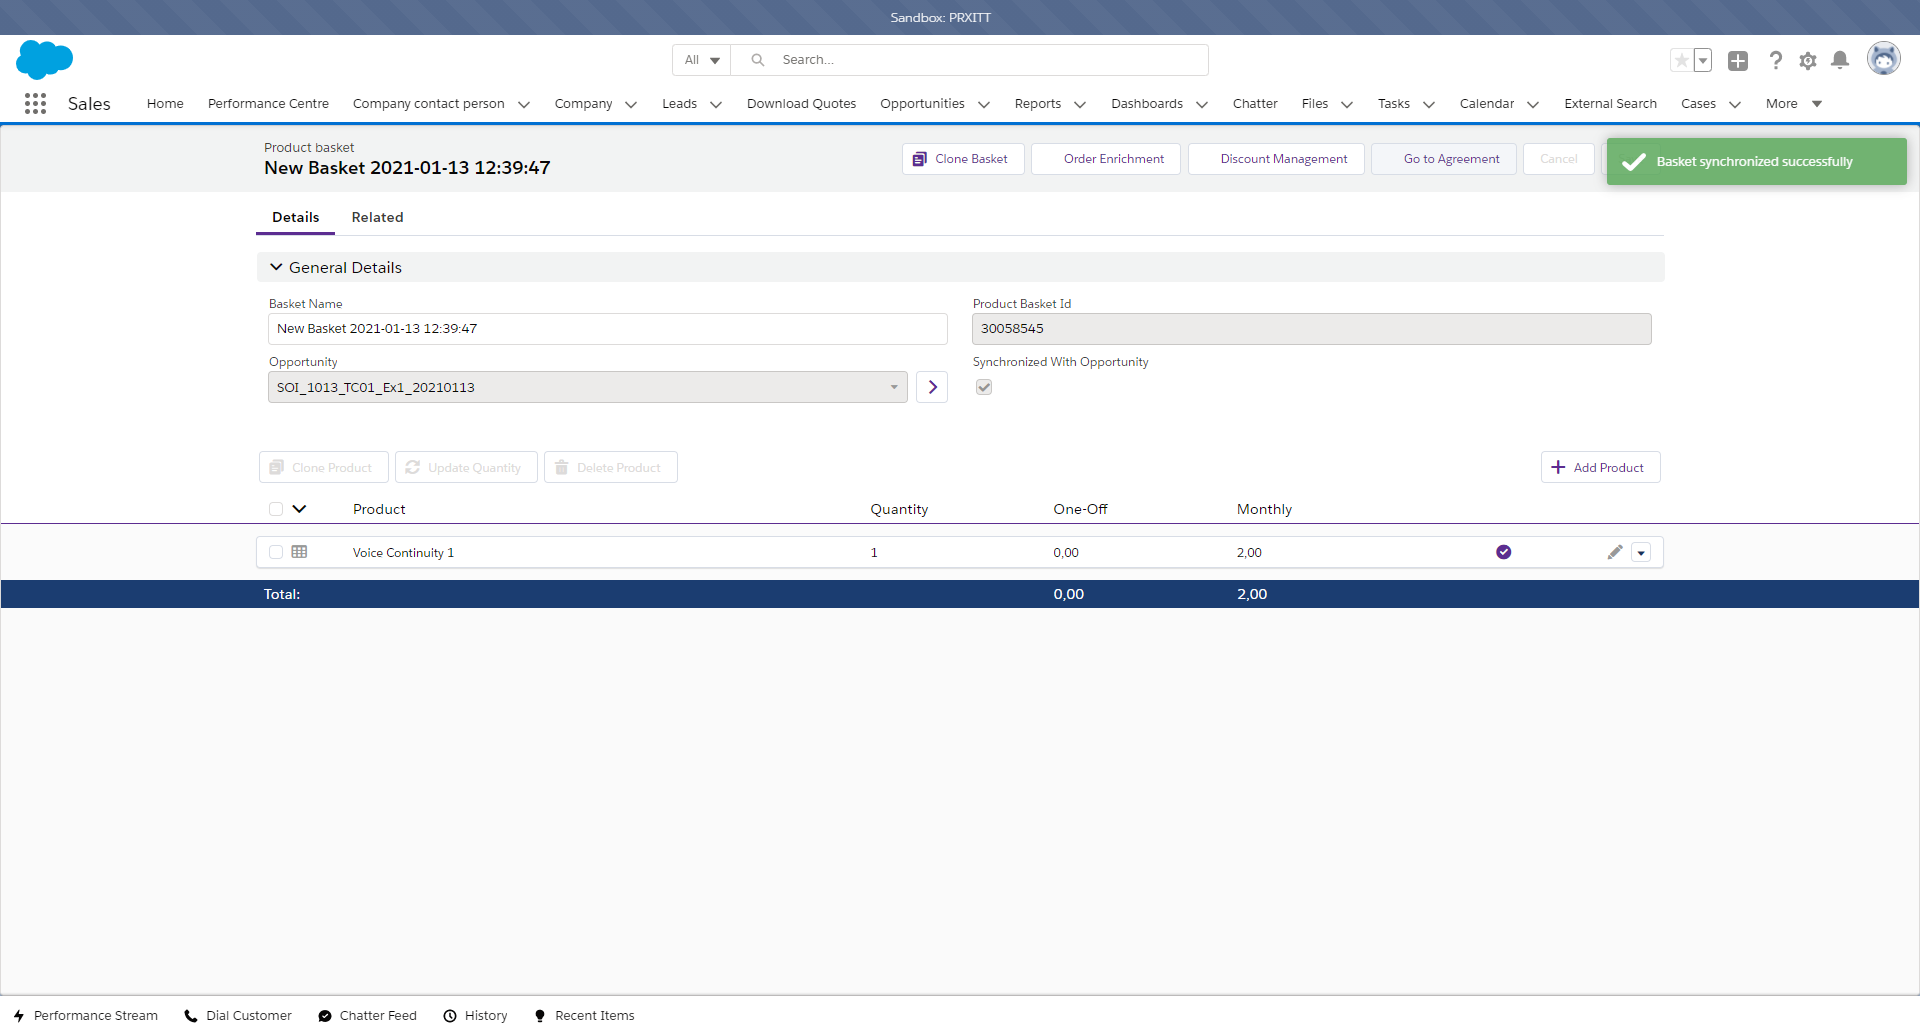 Sandbox: PRXITT
All
Search...
Sales
Home
Performance Centre
Company contact person
Company
Leads
Download Quotes
Opportunities
Reports
Dashboards
Chatter
Files
Tasks
Calendar
External Search
Cases
More
Product basket
New Basket 2021-01-13 12:39:47
Clone Basket
Order Enrichment
Discount Management
Go to Agreement
Cancel
Basket synchronized successfully
Details
Related
General Details
Basket Name
New Basket 2021-01-13 12:39:47
Product Basket Id
30058545
Opportunity
SOI_1013_TC01_Ex1_20210113
Synchronized With Opportunity
Clone Product
Update Quantity
Delete Product
Add Product
Product Quantity One-Off Monthly
Voice Continuity 1 1 0,00 2,00
Total: 0,00 2,00
Performance Stream
Dial Customer
Chatter Feed
History
Recent Items